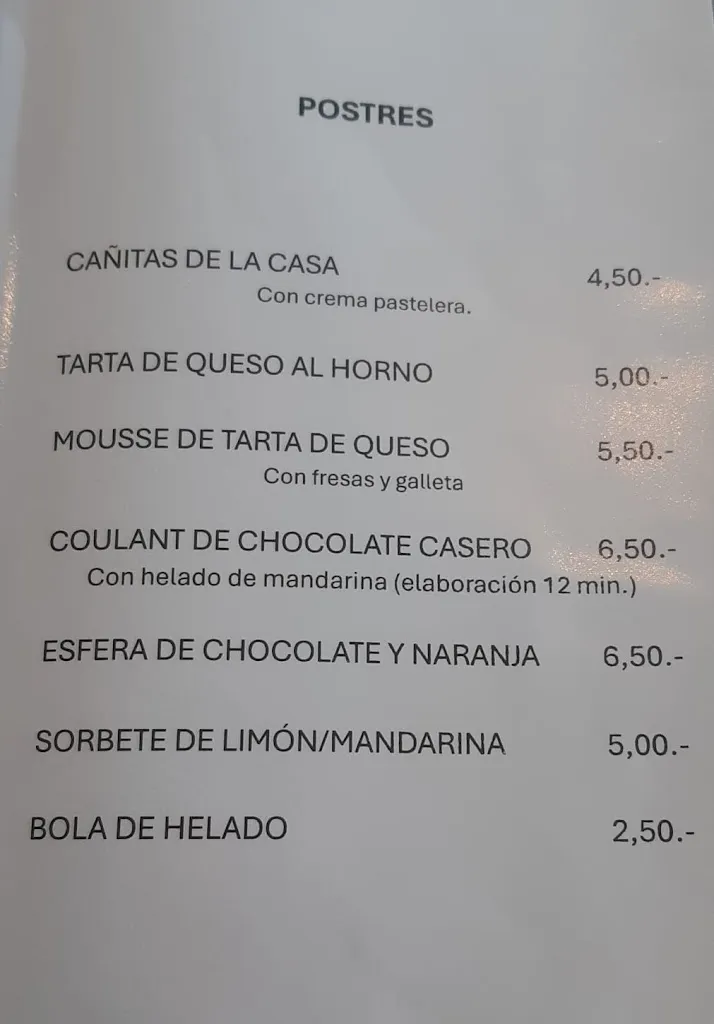 POSTRES
CAÑITAS DE LA CASA 4,50.-
Con crema pastelera.
TARTA DE QUESO AL HORNO 5,00.-
MOUSSE DE TARTA DE QUESO 5,50.-
Con fresas y galleta
COULANT DE CHOCOLATE CASERO 6,50.-
Con helado de mandarina (elaboración 12 min.)
ESFERA DE CHOCOLATE Y NARANJA 6,50.-
SORBETE DE LIMÓN/MANDARINA 5,00.-
BOLA DE HELADO 2,50.-